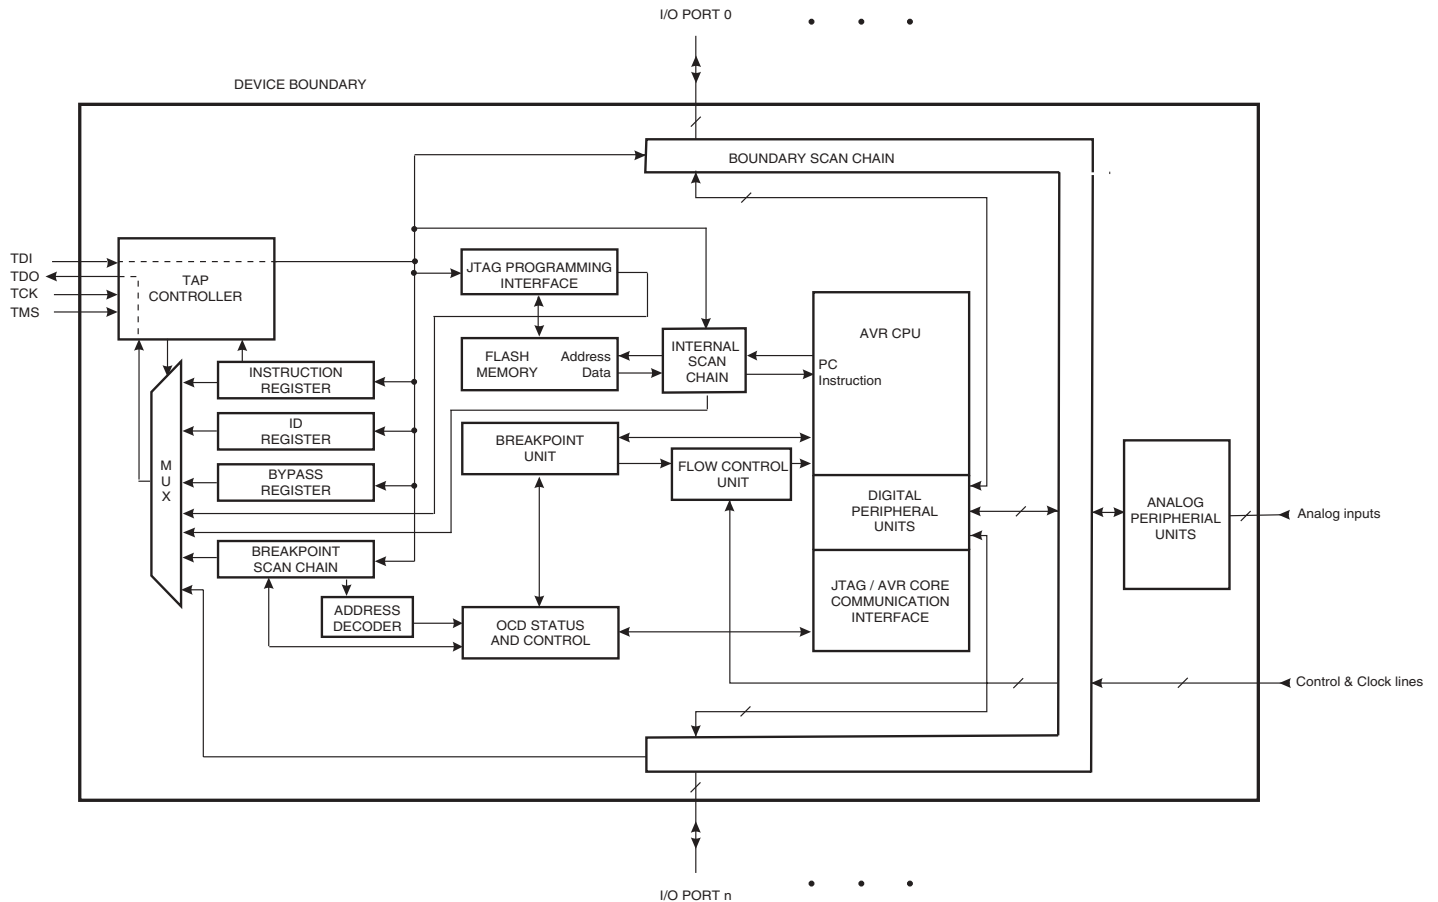 I/O PORT 0
DEVICE BOUNDARY
BOUNDARY SCAN CHAIN
TDI
TDO
TCK
TMS
TAP
CONTROLLER
JTAG PROGRAMMING
INTERFACE
FLASH
MEMORY
Address
Data
INTERNAL
SCAN
CHAIN
AVR CPU
PC
Instruction
INSTRUCTION
REGISTER
ID
REGISTER
BYPASS
REGISTER
M
U
X
BREAKPOINT
SCAN CHAIN
ADDRESS
DECODER
BREAKPOINT
UNIT
FLOW CONTROL
UNIT
OCD STATUS
AND CONTROL
DIGITAL
PERIPHERAL
UNITS
JTAG / AVR CORE
COMMUNICATION
INTERFACE
ANALOG
PERIPHERIAL
UNITS
Analog inputs
Control & Clock lines
I/O PORT n